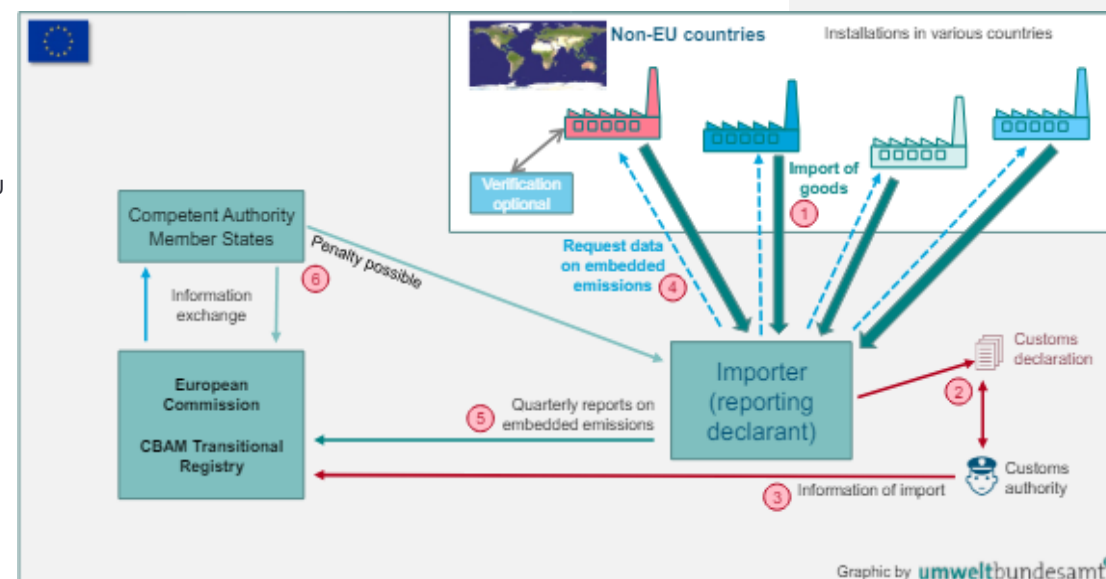 Non-EU countries
Installations in various countries
U
Verification
optional
Import of
goods
1
Competent Authority
Member States
Penalty possible
6
Request data
on embedded
emissions
4
Information
exchange
European
Commission
CBAM Transitional
Registry
5
Quarterly reports on
embedded emissions
Importer
(reporting
declarant)
Customs
declaration
2
Customs
authority
3
Information of import
Graphic by umweltbundesamt